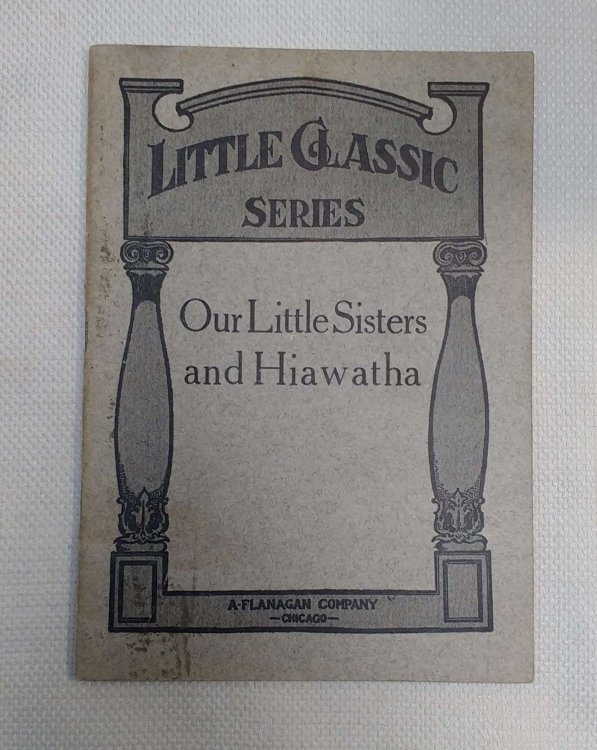 LITTLE CLASSIC
SERIES
Our Little Sisters
and Hiawatha
A·FLANAGAN COMPANY
—CHICAGO—